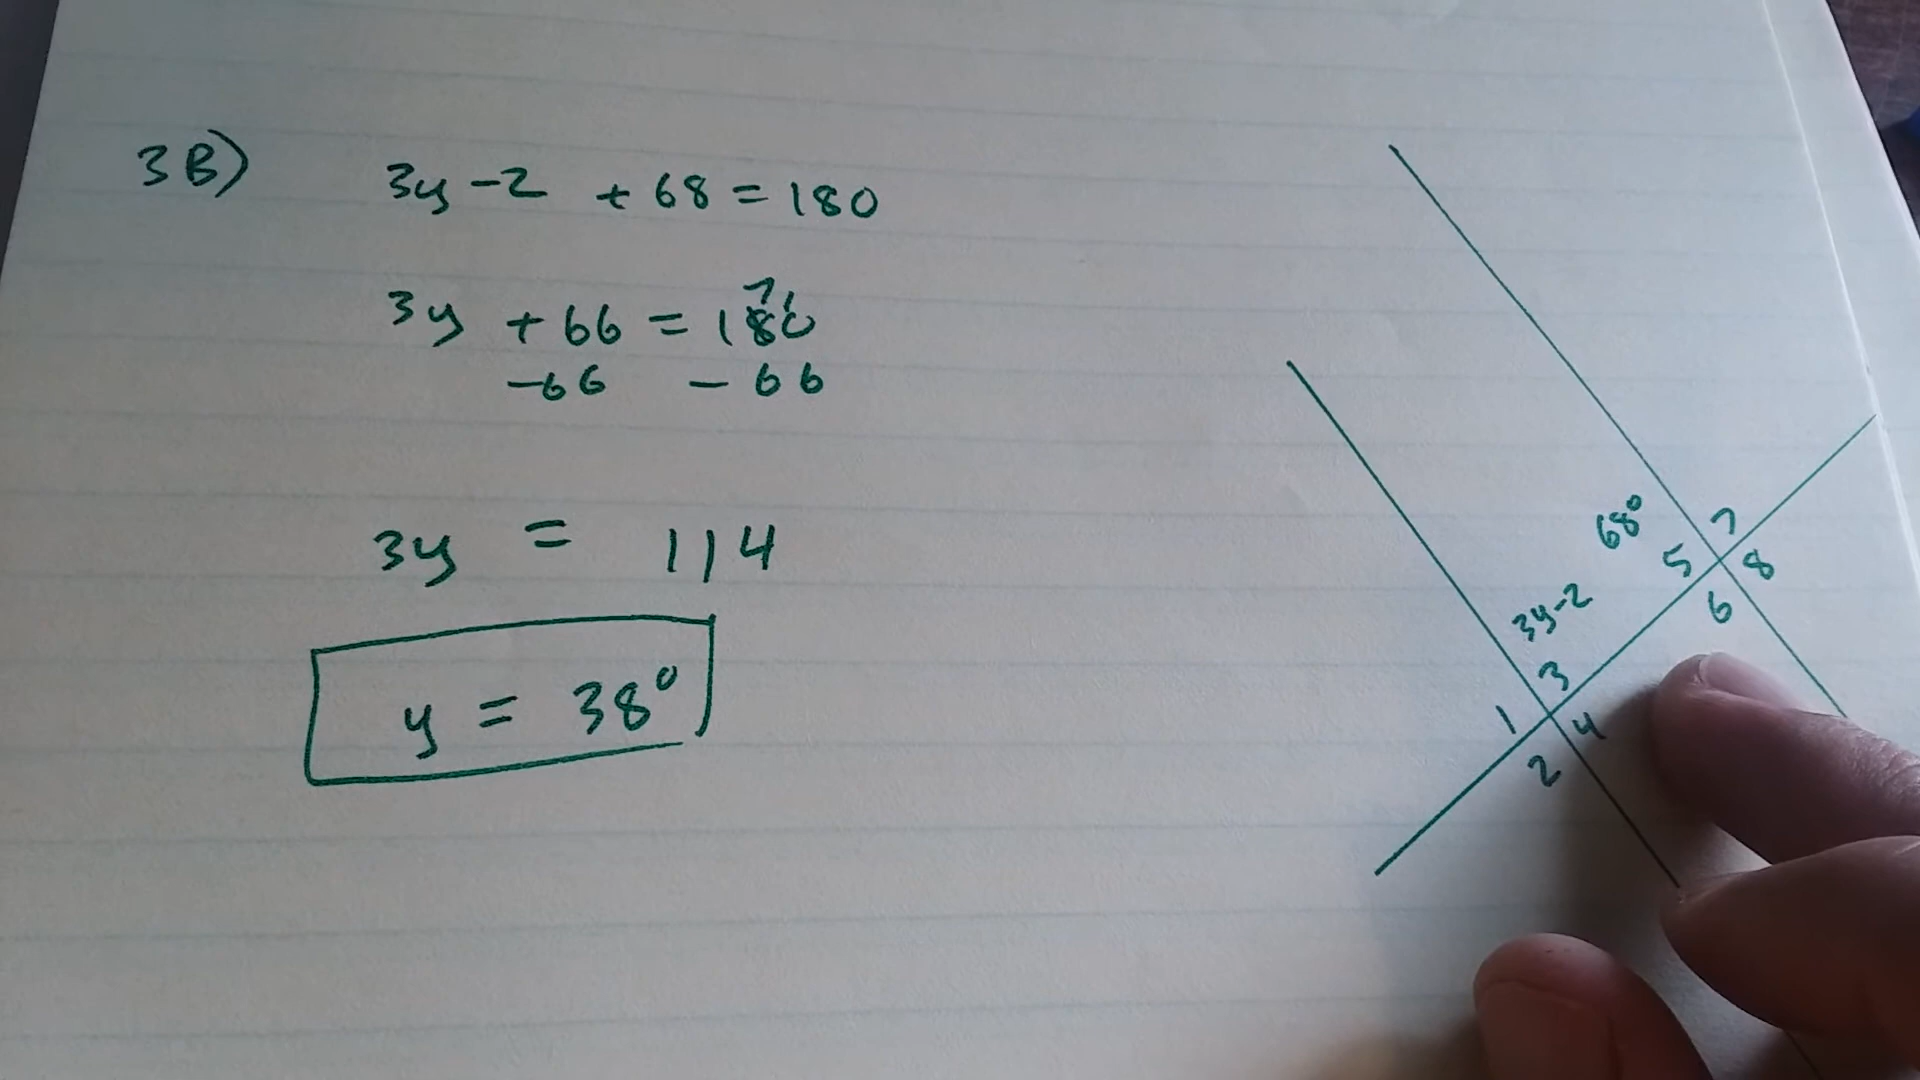 3B) 3y - 2 + 68 = 180
71
3y + 66 = 180
-66 - 66
3y = 114
y = 38°
68°
7
5
8
3y-2
6
3
1
4
2